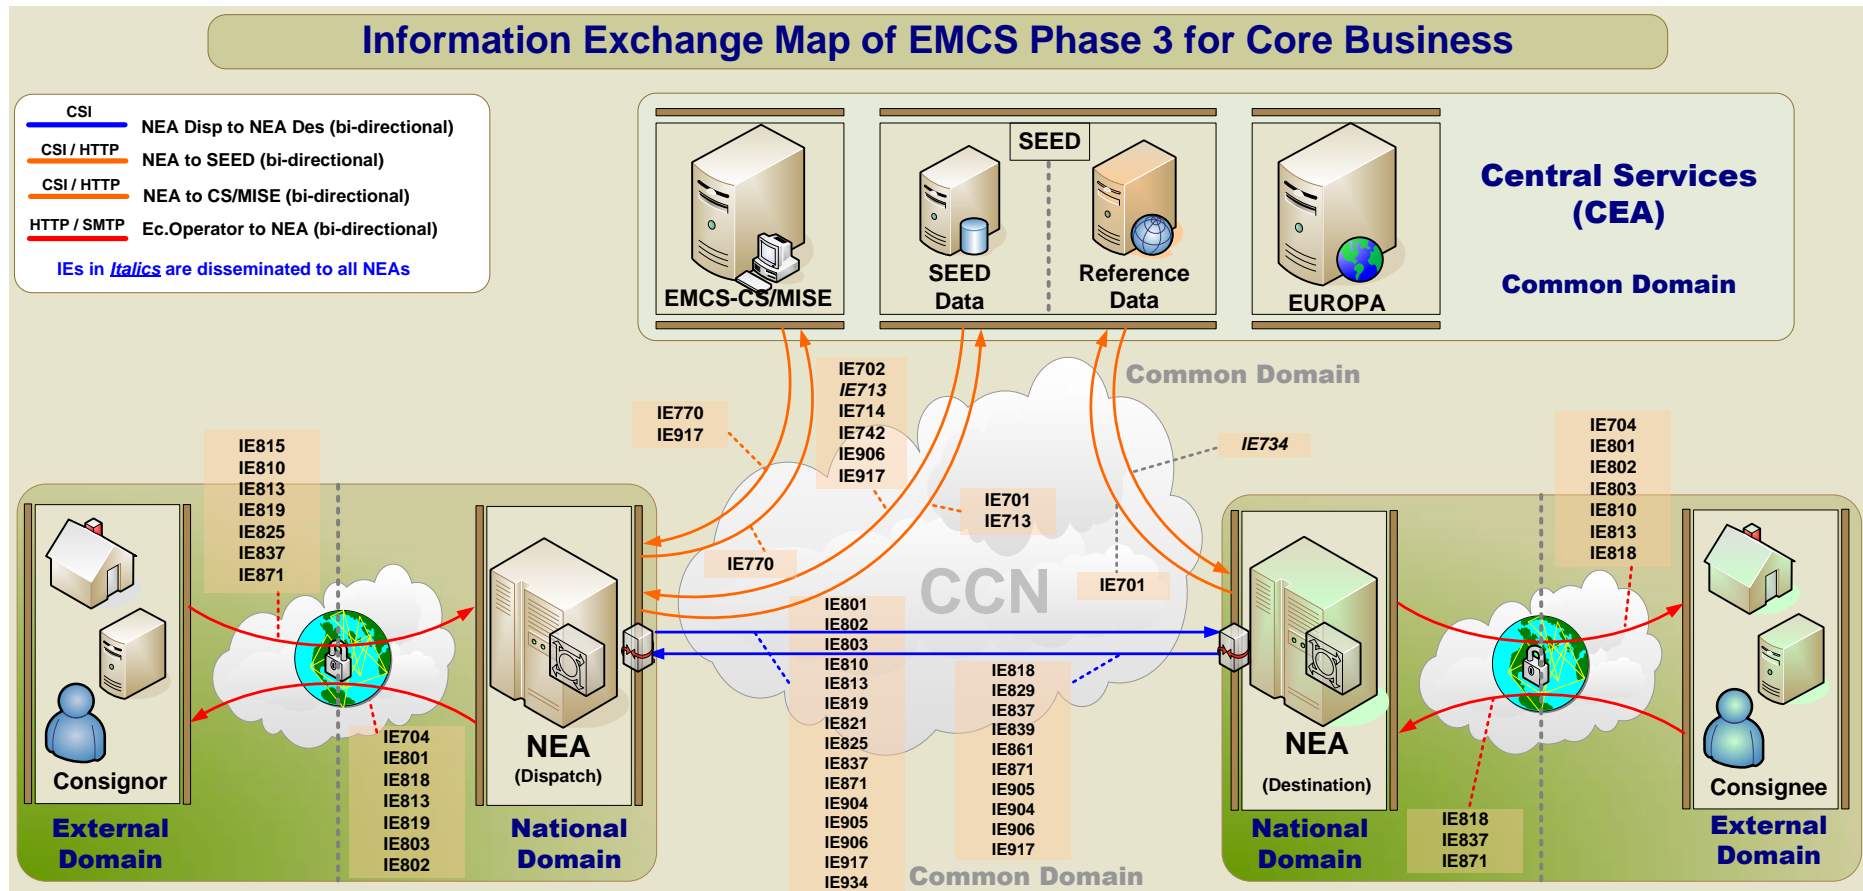 Information Exchange Map of EMCS Phase 3 for Core Business
CSI
NEA Disp to NEA Des (bi-directional)
CSI / HTTP
NEA to SEED (bi-directional)
CSI / HTTP
NEA to CS/MISE (bi-directional)
HTTP / SMTP
Ec.Operator to NEA (bi-directional)
IEs in Italics are disseminated to all NEAs
EMCS-CS/MISE
SEED
SEED
Data
Reference
Data
EUROPA
Central Services
(CEA)
Common Domain
Common Domain
IE702
IE713
IE714
IE742
IE906
IE917
IE770
IE917
IE734
IE701
IE713
IE770
IE701
CCN
IE815
IE810
IE813
IE819
IE825
IE837
IE871
IE704
IE801
IE802
IE803
IE810
IE813
IE818
IE801
IE802
IE803
IE810
IE813
IE819
IE821
IE825
IE837
IE871
IE904
IE905
IE906
IE917
IE934
IE818
IE829
IE837
IE839
IE861
IE871
IE905
IE904
IE906
IE917
Common Domain
Consignor
External
Domain
IE704
IE801
IE818
IE813
IE819
IE803
IE802
NEA
(Dispatch)
National
Domain
NEA
(Destination)
National
Domain
IE818
IE837
IE871
Consignee
External
Domain